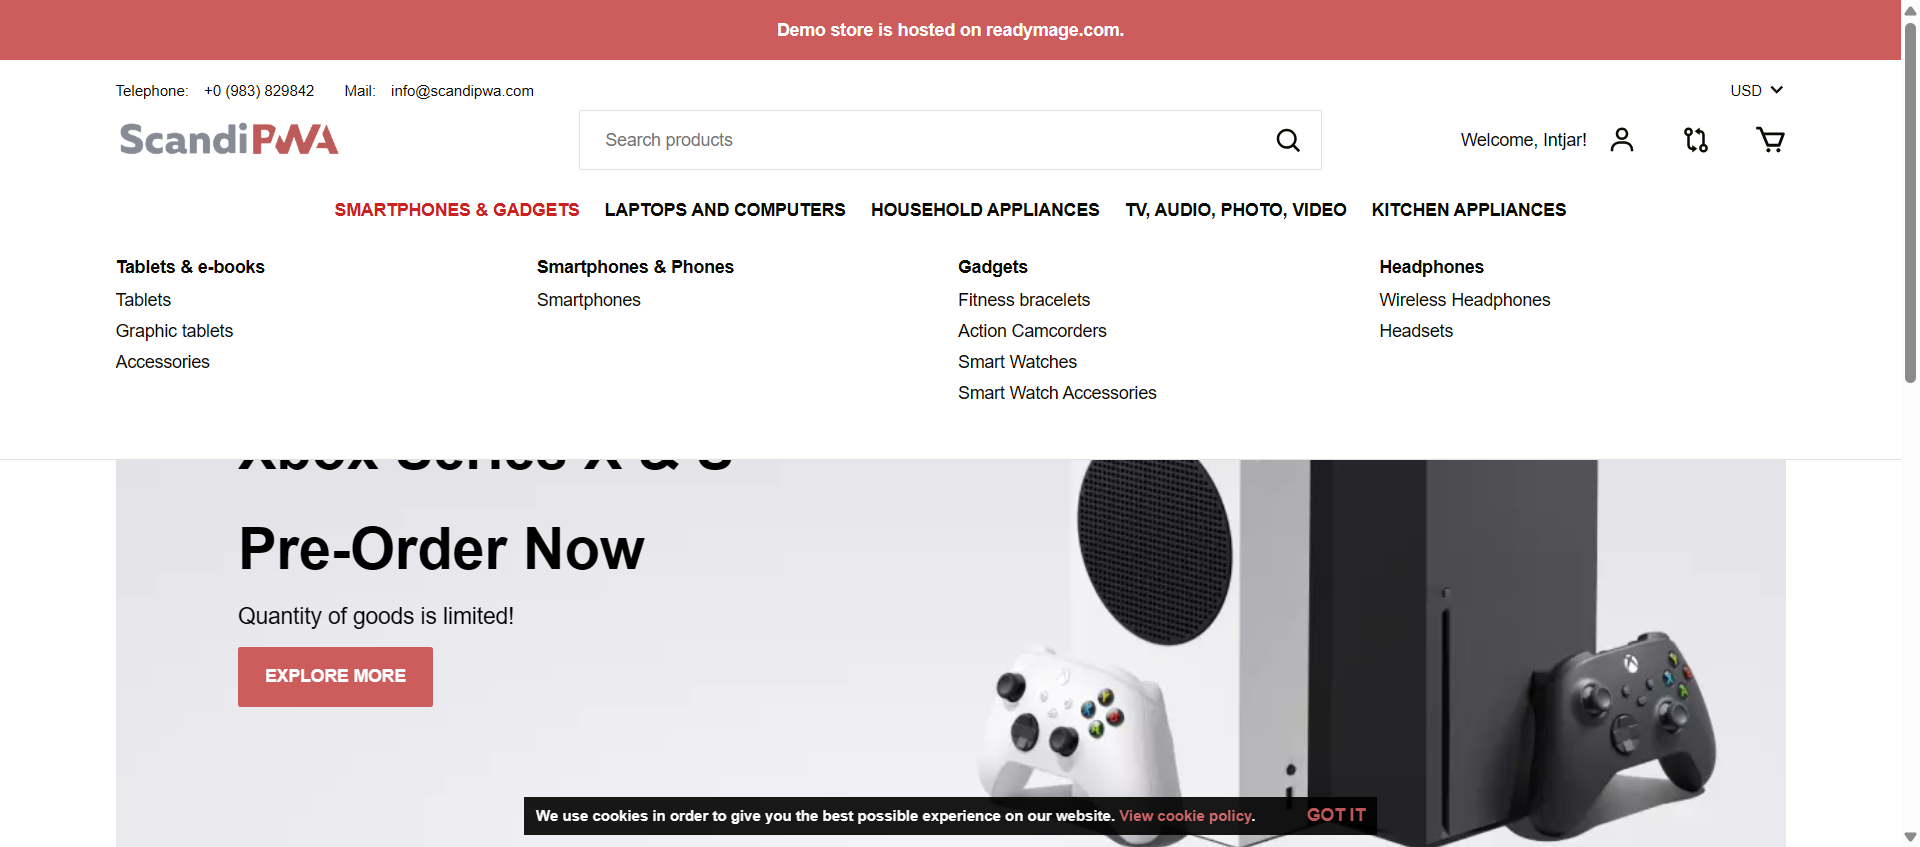 Demo store is hosted on readymage.com.
Telephone: +0 (983) 829842 Mail: info@scandipwa.com USD
ScandiPWA Search products Welcome, Intjar!
SMARTPHONES & GADGETS LAPTOPS AND COMPUTERS HOUSEHOLD APPLIANCES TV, AUDIO, PHOTO, VIDEO KITCHEN APPLIANCES
Tablets & e-books
Tablets
Graphic tablets
Accessories
Smartphones & Phones
Smartphones
Gadgets
Fitness bracelets
Action Camcorders
Smart Watches
Smart Watch Accessories
Headphones
Wireless Headphones
Headsets
Xbox Series X & S
Pre-Order Now
Quantity of goods is limited!
EXPLORE MORE
Y
X
B
A
Y
B
X
A
We use cookies in order to give you the best possible experience on our website. View cookie policy. GOT IT